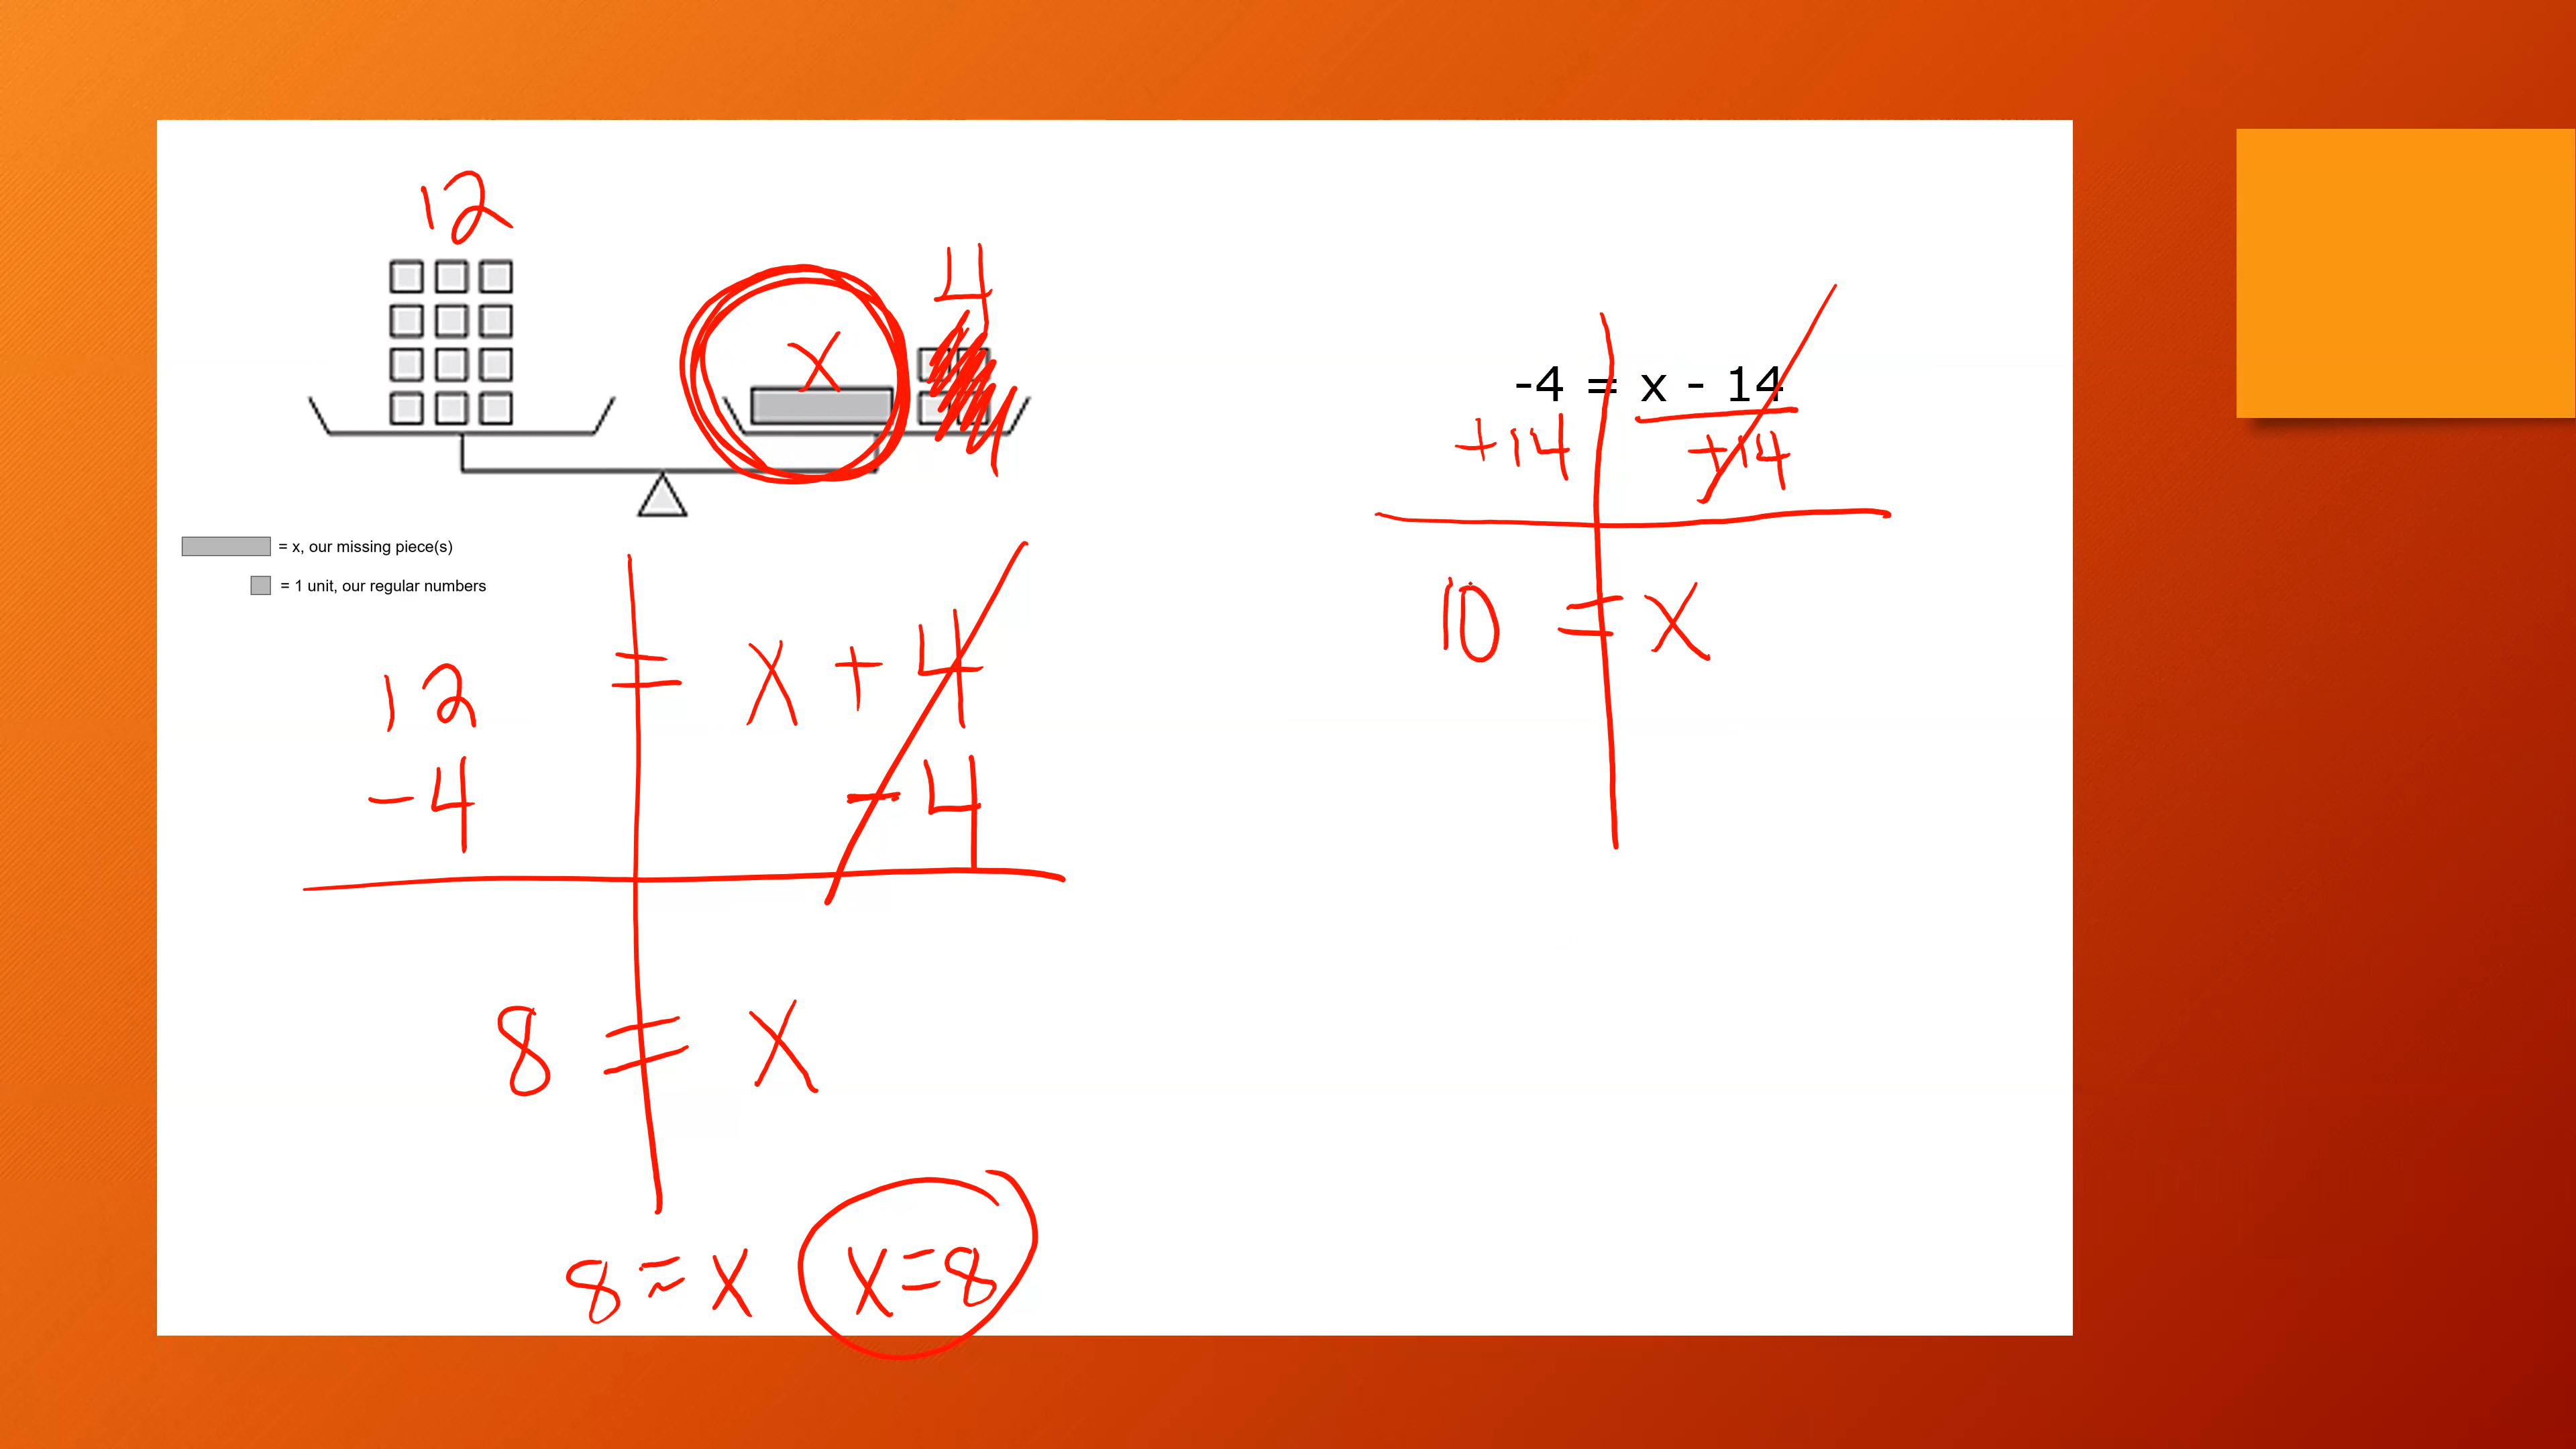 12
4
X
= x, our missing piece(s)
= 1 unit, our regular numbers
12 = X + 4
- 4 - 4
8 = X
8 = X X = 8
-4 = x - 14
+14 +14
10 = X